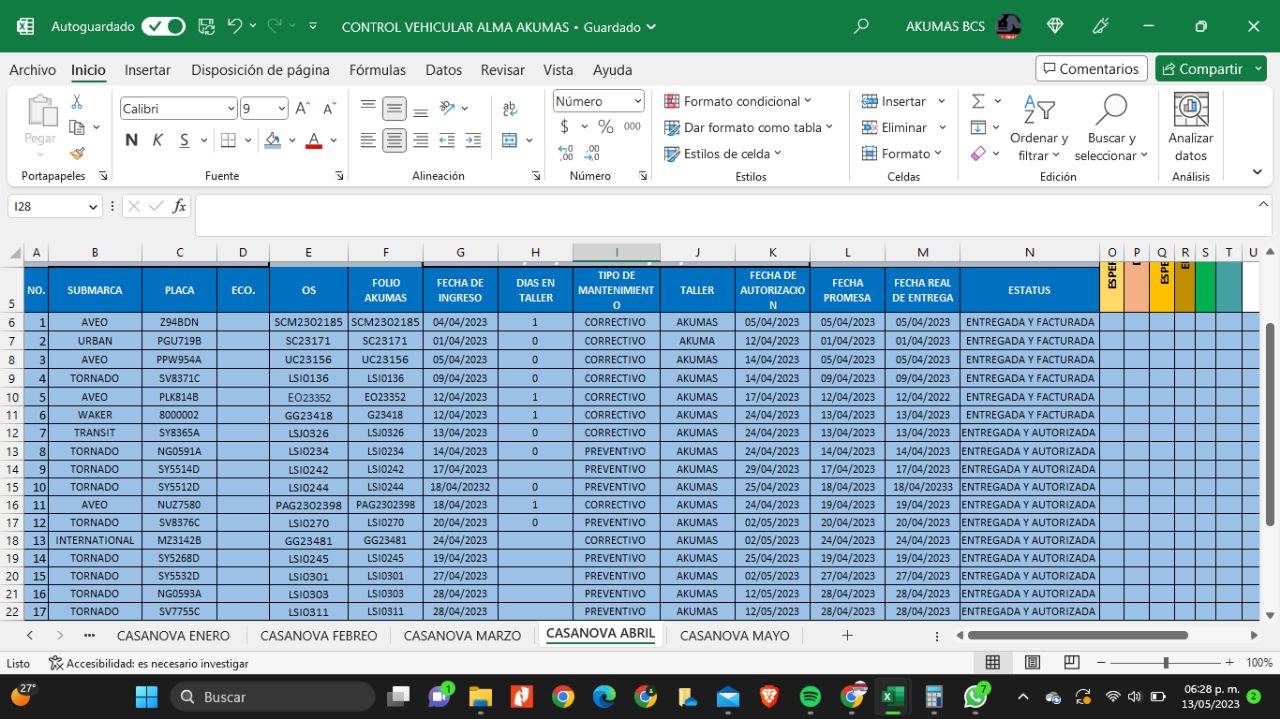 Autoguardado CONTROL VEHICULAR ALMA AKUMAS • Guardado AKUMAS BCS
Archivo Inicio Insertar Disposición de página Fórmulas Datos Revisar Vista Ayuda Comentarios Compartir
Pegar Calibri 9 N K S Número $ % 000 Formato condicional Dar formato como tabla Estilos de celda Insertar Eliminar Formato Ordenar y filtrar Buscar y seleccionar Analizar datos
Portapapeles Fuente Alineación Número Estilos Celdas Edición Análisis
I28 fx
A B C D E F G H I J K L M N O P Q R S T U
5 NO. SUBMARCA PLACA ECO. OS FOLIO AKUMAS FECHA DE INGRESO DIAS EN TALLER TIPO DE MANTENIMIENTO TALLER FECHA DE AUTORIZACION FECHA PROMESA FECHA REAL DE ENTREGA ESTATUS
6 1 AVEO Z94BDN SCM2302185 SCM2302185 04/04/2023 1 CORRECTIVO AKUMAS 05/04/2023 05/04/2023 05/04/2023 ENTREGADA Y FACTURADA
7 2 URBAN PGU719B SC23171 SC23171 01/04/2023 0 CORRECTIVO AKUMA 12/04/2023 01/04/2023 01/04/2023 ENTREGADA Y FACTURADA
8 3 AVEO PPW954A UC23156 UC23156 05/04/2023 0 CORRECTIVO AKUMAS 14/04/2023 05/04/2023 05/04/2023 ENTREGADA Y FACTURADA
9 4 TORNADO SV8371C LSI0136 LSI0136 09/04/2023 0 CORRECTIVO AKUMAS 14/04/2023 09/04/2023 09/04/2023 ENTREGADA Y FACTURADA
10 5 AVEO PLK814B EO23352 EO23352 12/04/2023 1 CORRECTIVO AKUMAS 17/04/2023 12/04/2023 12/04/2022 ENTREGADA Y FACTURADA
11 6 WAKER 8000002 GG23418 G23418 12/04/2023 1 CORRECTIVO AKUMAS 24/04/2023 13/04/2023 13/04/2023 ENTREGADA Y FACTURADA
12 7 TRANSIT SY8365A LSJ0326 LSJ0326 13/04/2023 0 CORRECTIVO AKUMAS 24/04/2023 13/04/2023 13/04/2023 ENTREGADA Y AUTORIZADA
13 8 TORNADO NG0591A LSI0234 LSI0234 14/04/2023 0 PREVENTIVO AKUMAS 24/04/2023 14/04/2023 14/04/2023 ENTREGADA Y AUTORIZADA
14 9 TORNADO SY5514D LSI0242 LSI0242 17/04/2023 PREVENTIVO AKUMAS 29/04/2023 17/04/2023 17/04/2023 ENTREGADA Y AUTORIZADA
15 10 TORNADO SY5512D LSI0244 LSI0244 18/04/20232 0 PREVENTIVO AKUMAS 25/04/2023 18/04/2023 18/04/20233 ENTREGADA Y AUTORIZADA
16 11 AVEO NUZ7580 PAG2302398 PAG2302398 18/04/2023 1 CORRECTIVO AKUMAS 24/04/2023 19/04/2023 19/04/2023 ENTREGADA Y AUTORIZADA
17 12 TORNADO SV8376C LSI0270 LSI0270 20/04/2023 0 PREVENTIVO AKUMAS 02/05/2023 20/04/2023 20/04/2023 ENTREGADA Y AUTORIZADA
18 13 INTERNATIONAL MZ3142B GG23481 GG23481 24/04/2023 CORRECTIVO AKUMAS 02/05/2023 24/04/2023 24/04/2023 ENTREGADA Y AUTORIZADA
19 14 TORNADO SY5268D LSI0245 LSI0245 19/04/2023 PREVENTIVO AKUMAS 25/04/2023 19/04/2023 19/04/2023 ENTREGADA Y AUTORIZADA
20 15 TORNADO SY5532D LSI0301 LSI0301 27/04/2023 PREVENTIVO AKUMAS 02/05/2023 27/04/2023 27/04/2023 ENTREGADA Y AUTORIZADA
21 16 TORNADO NG0593A LSI0303 LSI0303 28/04/2023 PREVENTIVO AKUMAS 12/05/2023 28/04/2023 28/04/2023 ENTREGADA Y AUTORIZADA
22 17 TORNADO SV7755C LSI0311 LSI0311 28/04/2023 PREVENTIVO AKUMAS 12/05/2023 28/04/2023 28/04/2023 ENTREGADA Y AUTORIZADA
CASANOVA ENERO CASANOVA FEBREO CASANOVA MARZO CASANOVA ABRIL CASANOVA MAYO
Listo Accesibilidad: es necesario investigar 100%
27° Buscar 1 7 06:28 p. m.
13/05/2023 2